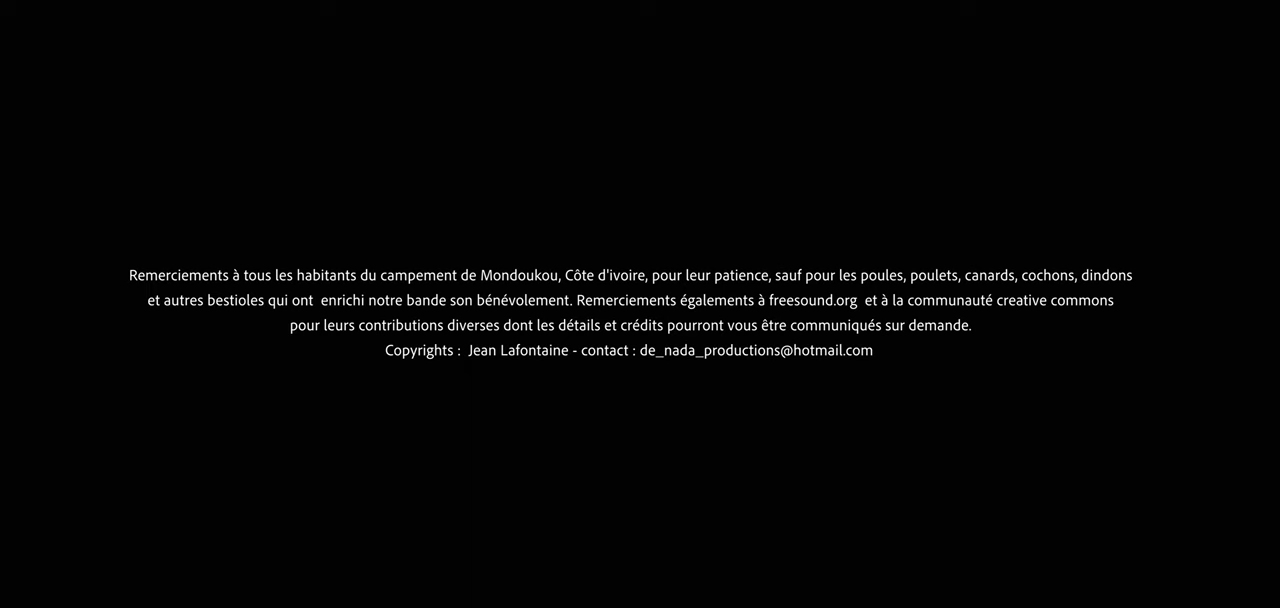 Remerciements à tous les habitants du campement de Mondoukou, Côte d'ivoire, pour leur patience, sauf pour les poules, poulets, canards, cochons, dindons
et autres bestioles qui ont  enrichi notre bande son bénévolement. Remerciements égalements à freesound.org  et à la communauté creative commons
pour leurs contributions diverses dont les détails et crédits pourront vous être communiqués sur demande.
Copyrights :  Jean Lafontaine - contact : de_nada_productions@hotmail.com